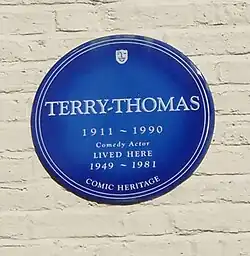 TERRY-THOMAS
1911 ~ 1990
Comedy Actor
LIVED HERE
1949 ~ 1981
COMIC HERITAGE